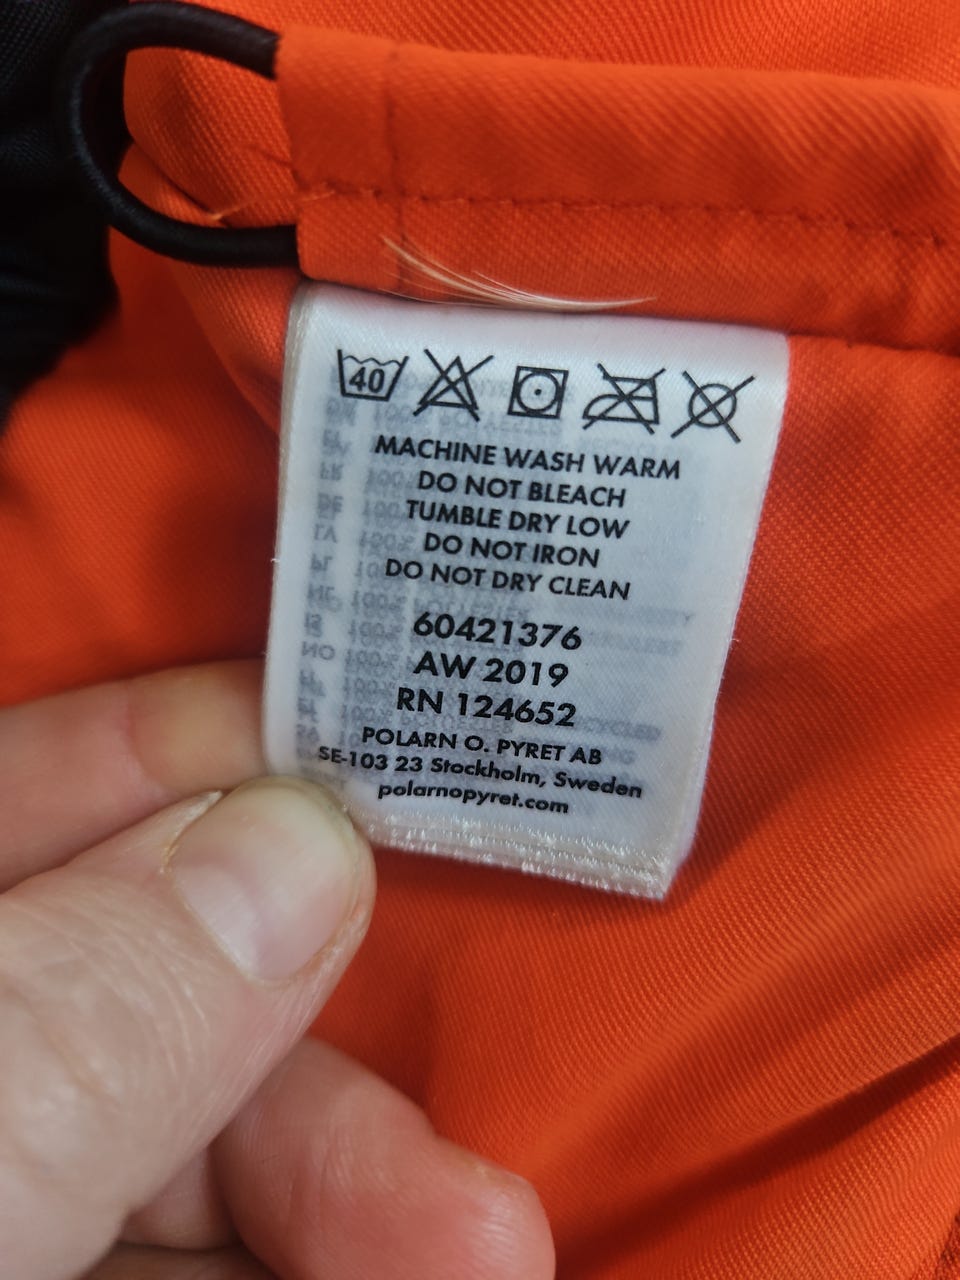 40
MACHINE WASH WARM
DO NOT BLEACH
TUMBLE DRY LOW
DO NOT IRON
DO NOT DRY CLEAN
60421376
AW 2019
RN 124652
POLARN O. PYRET AB
SE-103 23 Stockholm, Sweden
polarnopyret.com